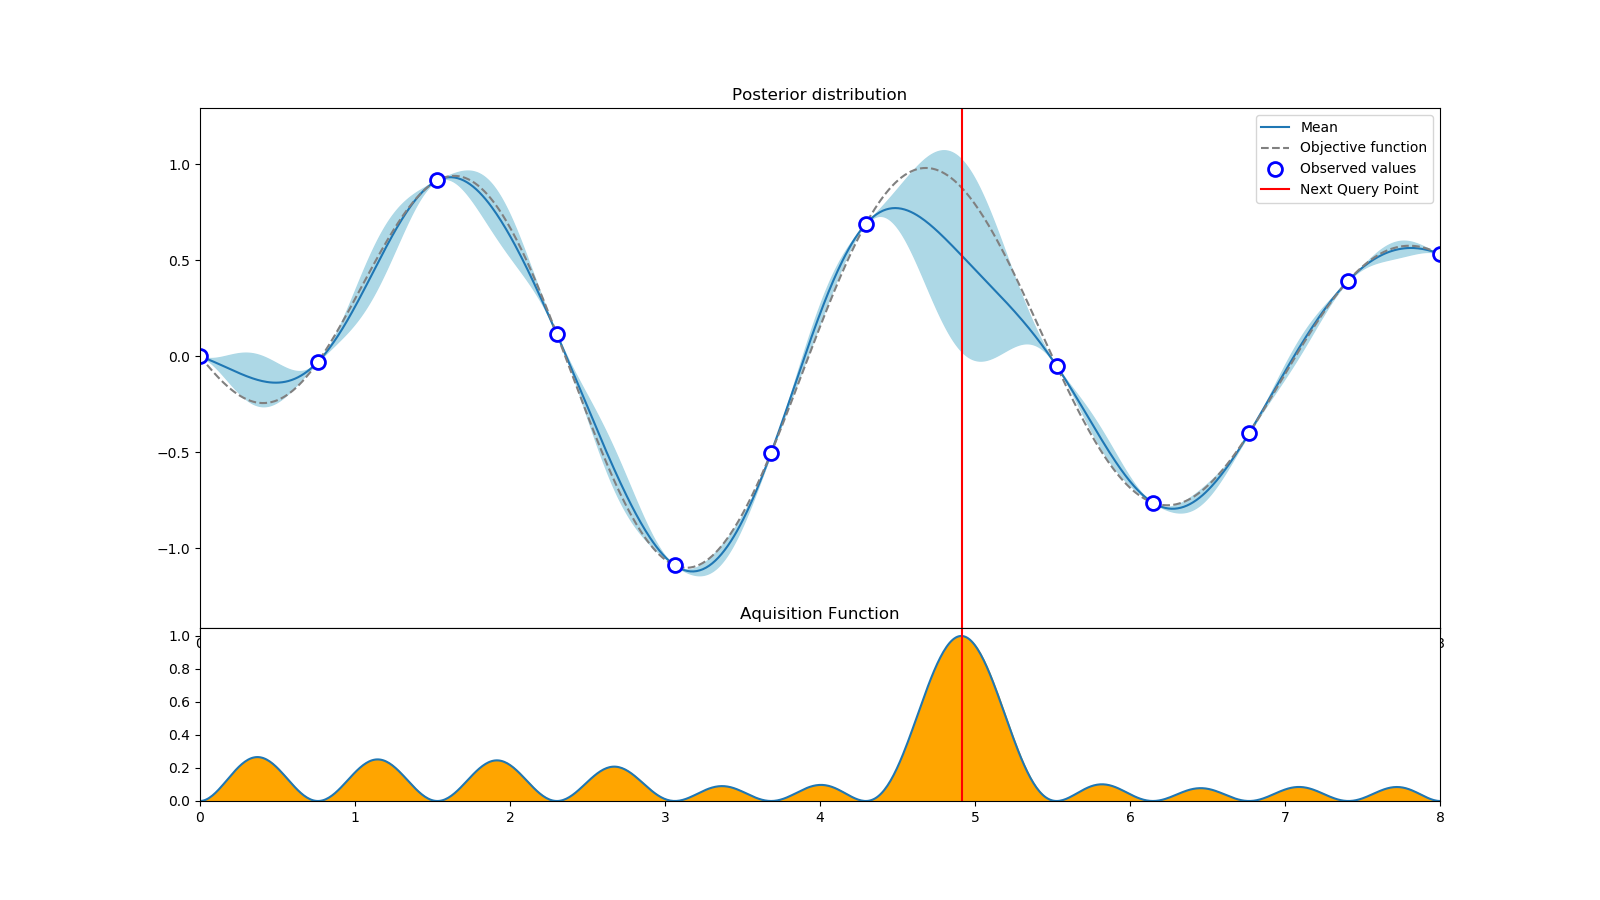 Posterior distribution
Mean
Objective function
Observed values
Next Query Point
1.0
0.5
0.0
−0.5
−1.0
Aquisition Function
1.0
0.8
0.6
0.4
0.2
0.0
0 1 2 3 4 5 6 7 8